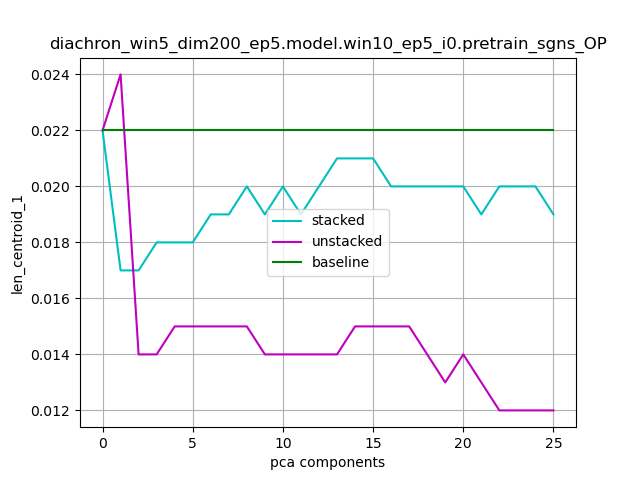 diachron_win5_dim200_ep5.model.win10_ep5_i0.pretrain_sgns_OP
0.024
0.022
0.020
0.018
0.016
0.014
0.012
len_centroid_1
stacked
unstacked
baseline
0 5 10 15 20 25
pca components